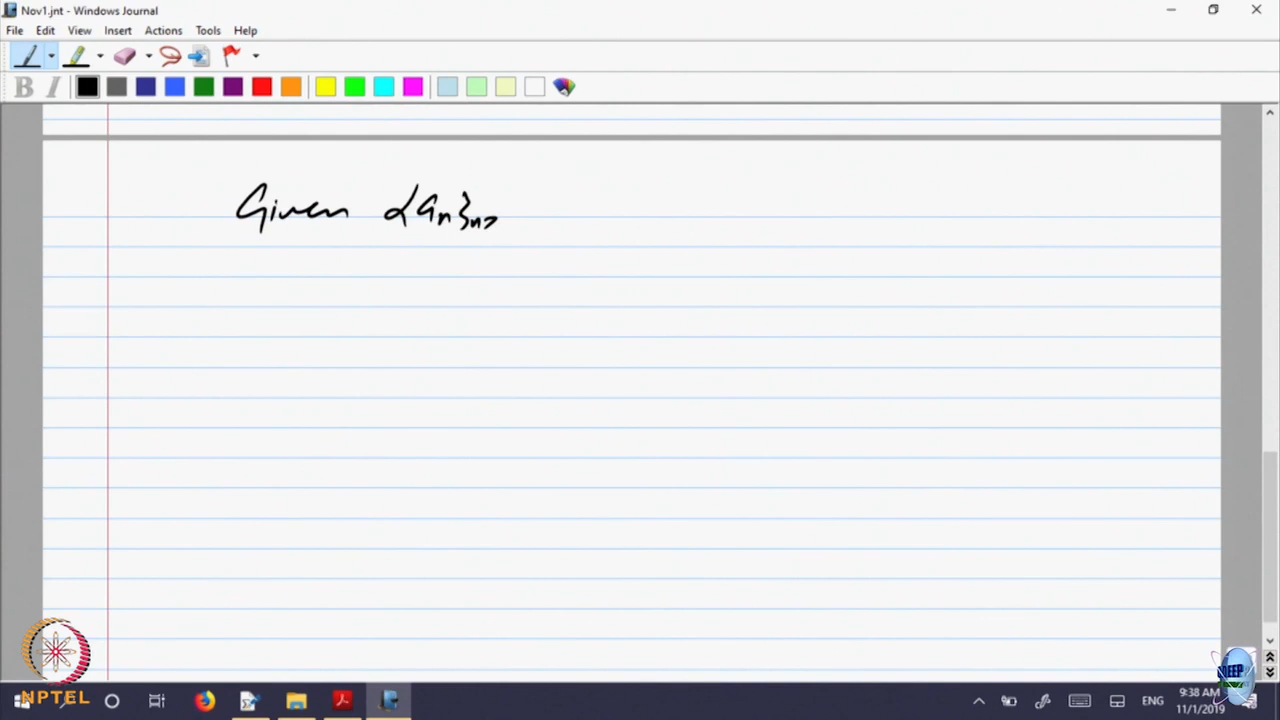 Nov1.jnt - Windows Journal
File Edit View Insert Actions Tools Help
B I
Given {a_n}_{n>
NPTEL
ENG
9:38 AM
11/1/2019